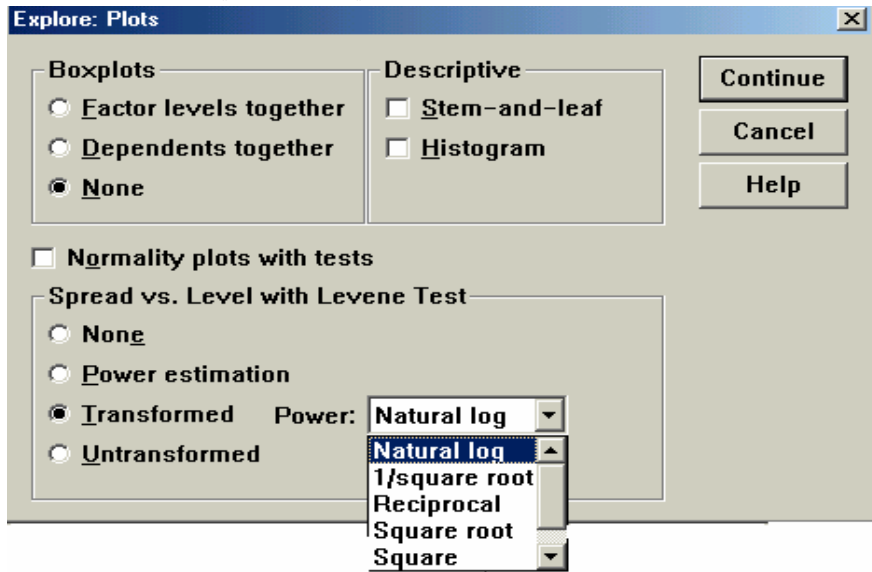 Explore: Plots
Boxplots
Factor levels together
Dependents together
None
Descriptive
Stem-and-leaf
Histogram
Continue
Cancel
Help
Normality plots with tests
Spread vs. Level with Levene Test
None
Power estimation
Transformed Power: Natural log
Untransformed
Natural log
1/square root
Reciprocal
Square root
Square